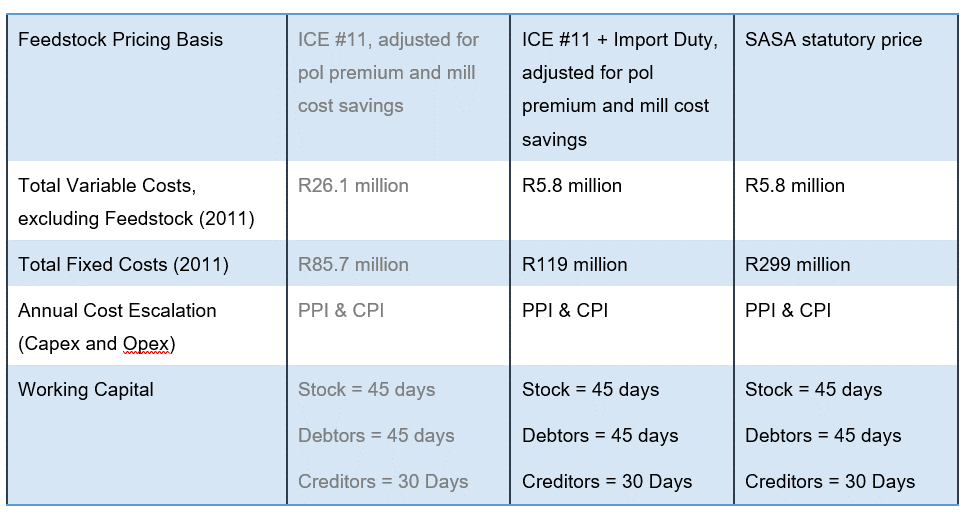 Feedstock Pricing Basis
ICE #11, adjusted for
pol premium and mill
cost savings
ICE #11 + Import Duty,
adjusted for pol
premium and mill cost
savings
SASA statutory price
Total Variable Costs,
excluding Feedstock (2011)
R26.1 million
R5.8 million
R5.8 million
Total Fixed Costs (2011)
R85.7 million
R119 million
R299 million
Annual Cost Escalation
(Capex and Opex)
PPI & CPI
PPI & CPI
PPI & CPI
Working Capital
Stock = 45 days
Debtors = 45 days
Creditors = 30 Days
Stock = 45 days
Debtors = 45 days
Creditors = 30 Days
Stock = 45 days
Debtors = 45 days
Creditors = 30 Days